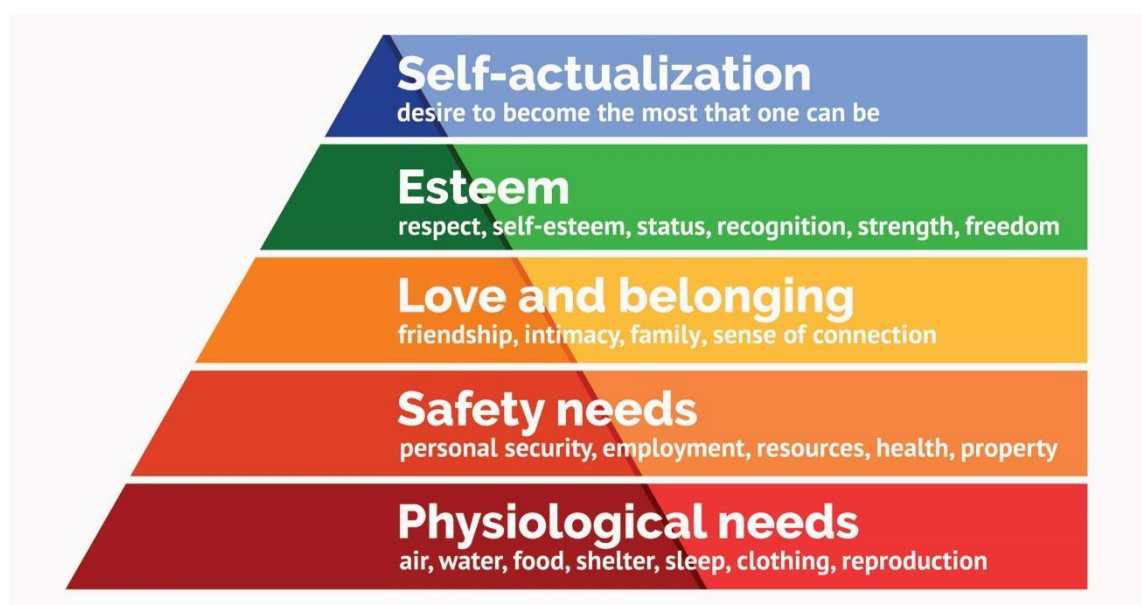 Self-actualization
desire to become the most that one can be
Esteem
respect, self-esteem, status, recognition, strength, freedom
Love and belonging
friendship, intimacy, family, sense of connection
Safety needs
personal security, employment, resources, health, property
Physiological needs
air, water, food, shelter, sleep, clothing, reproduction